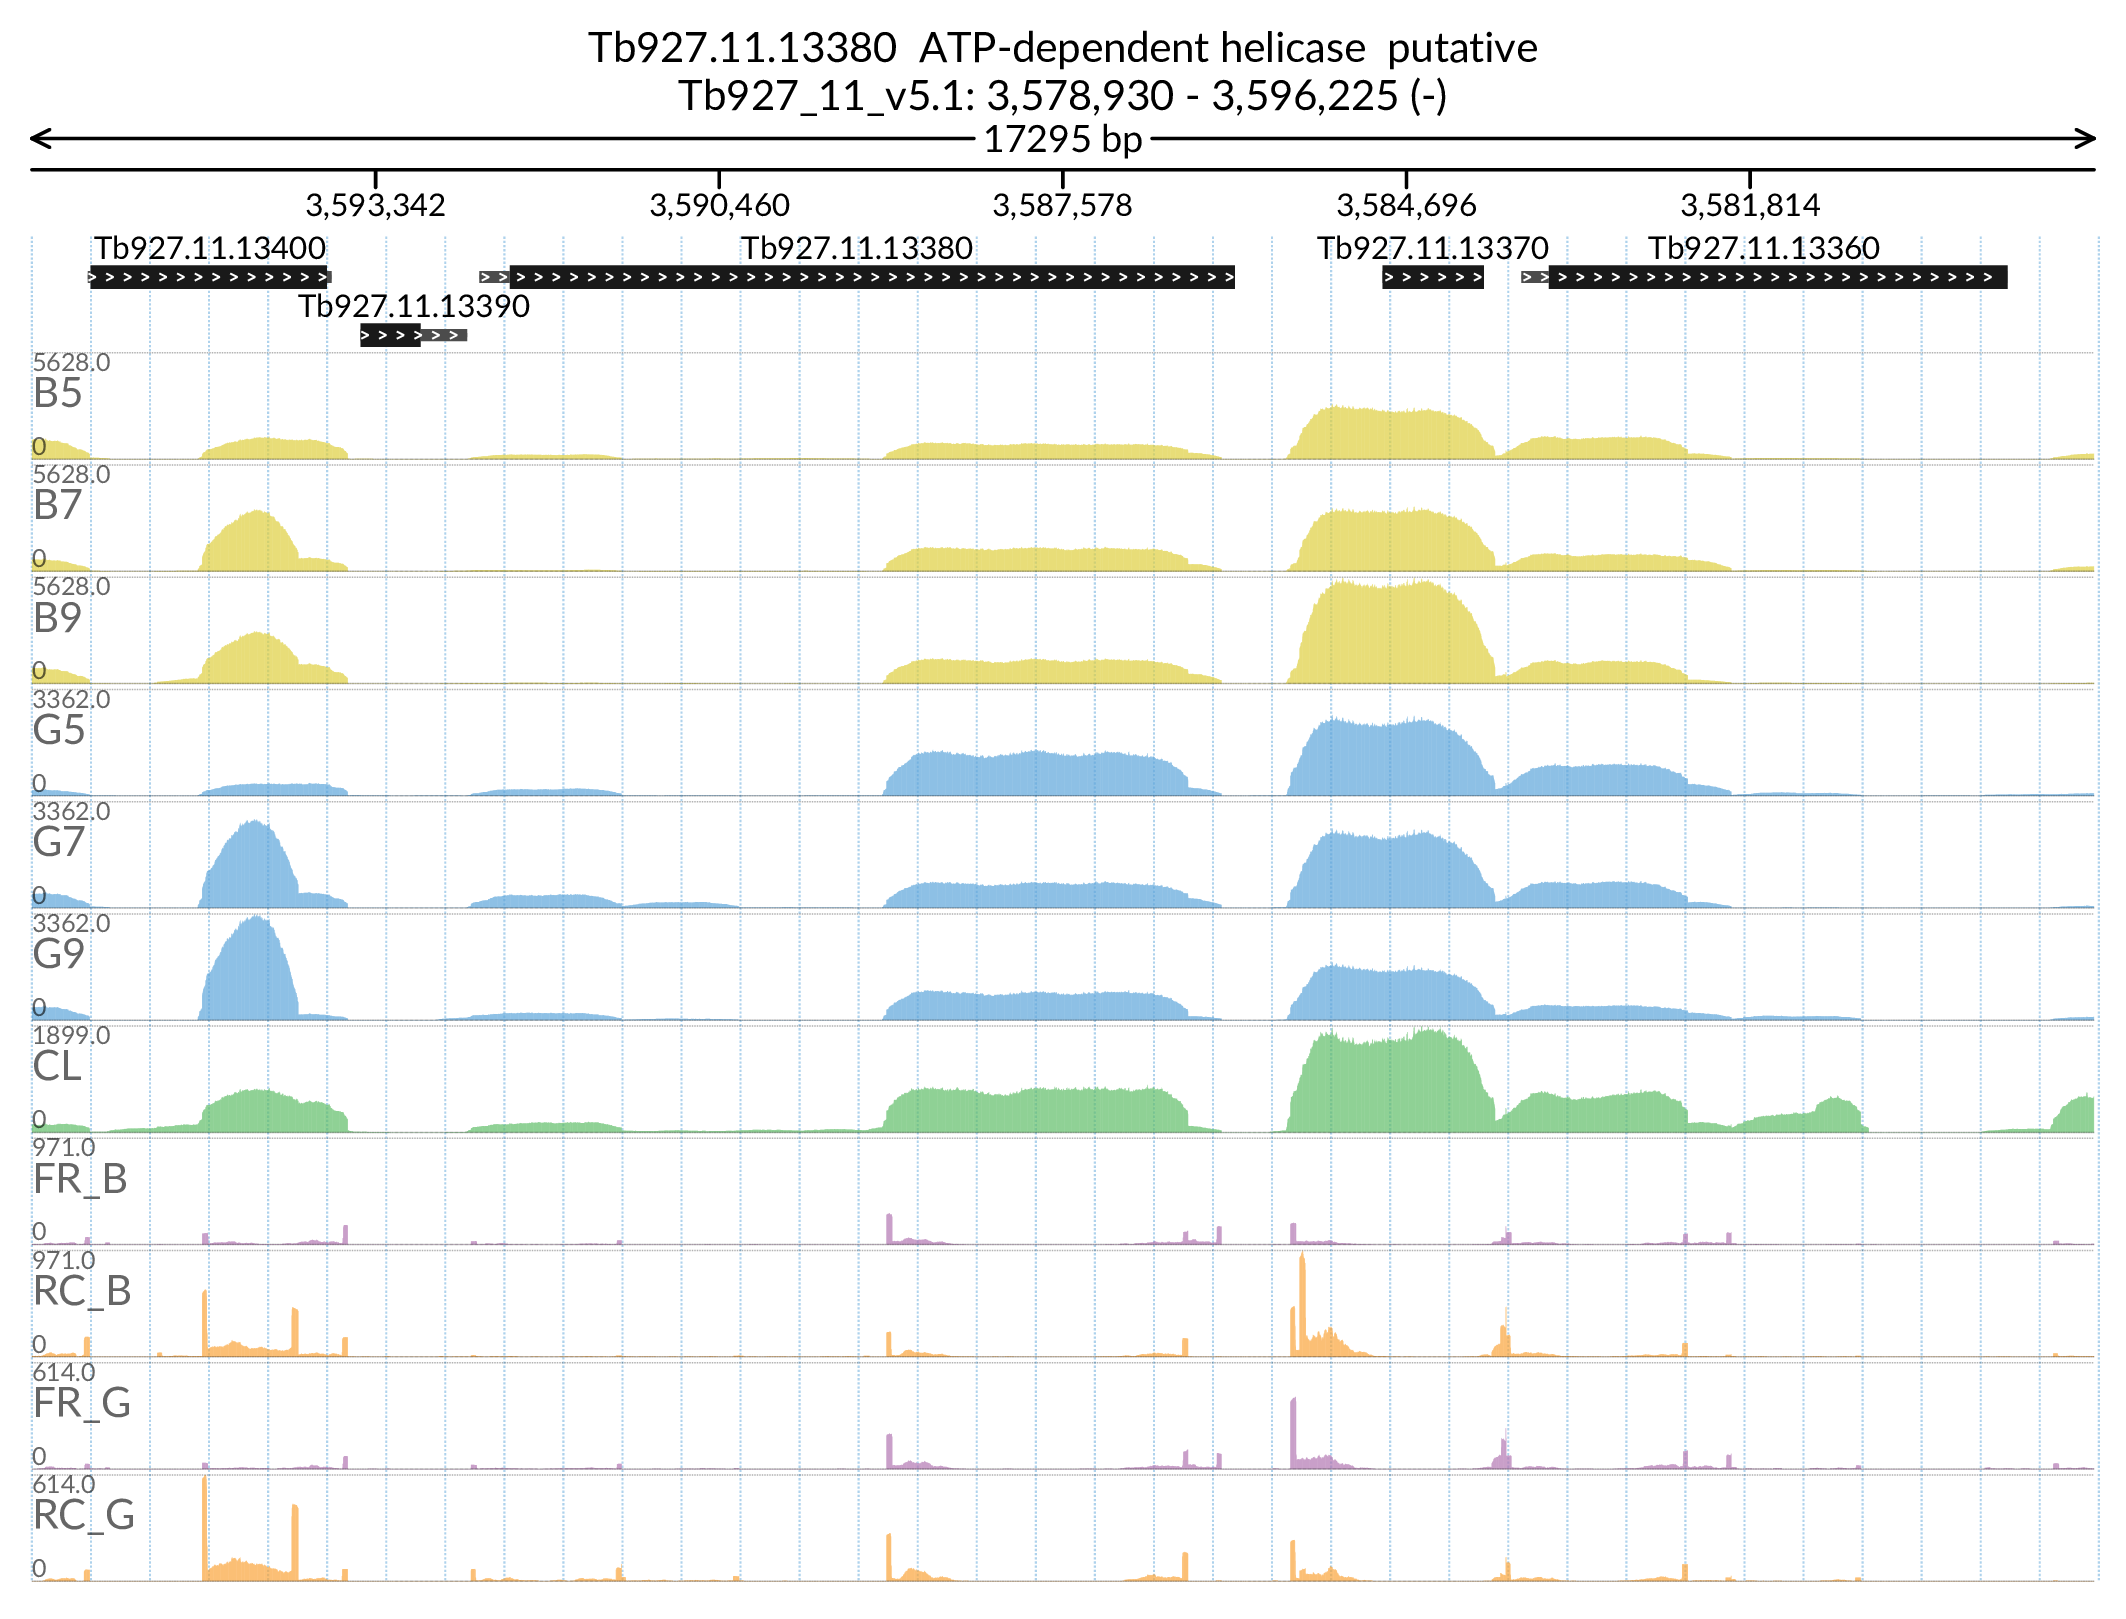 Tb927.11.13380  ATP-dependent helicase  putative
Tb927_11_v5.1: 3,578,930 - 3,596,225 (-)
17295 bp
3,593,342 3,590,460 3,587,578 3,584,696 3,581,814
Tb927.11.13400 Tb927.11.13380 Tb927.11.13370 Tb927.11.13360
Tb927.11.13390
5628.0
B5
0
5628.0
B7
0
5628.0
B9
0
3362.0
G5
0
3362.0
G7
0
3362.0
G9
0
1899.0
CL
0
971.0
FR_B
0
971.0
RC_B
0
614.0
FR_G
0
614.0
RC_G
0